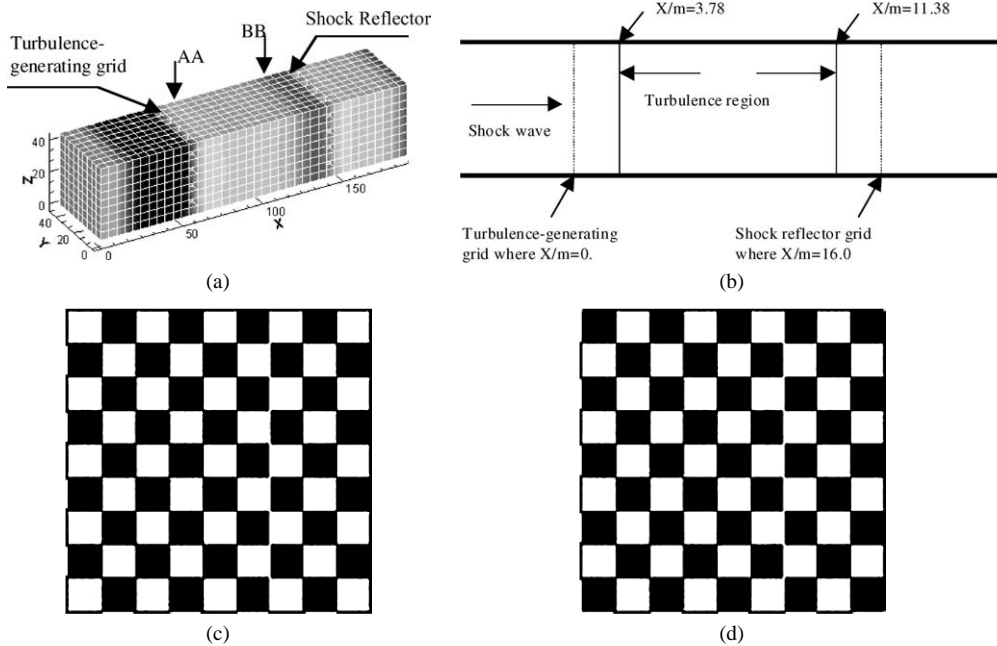 Turbulence-
generating grid
AA
BB
Shock Reflector
40
20
0
Z
40
20
0
Y
0
50
100
150
X
(a)
X/m=3.78
X/m=11.38
Turbulence region
Shock wave
Turbulence-generating
grid where X/m=0.
Shock reflector grid
where X/m=16.0
(b)
(c)
(d)